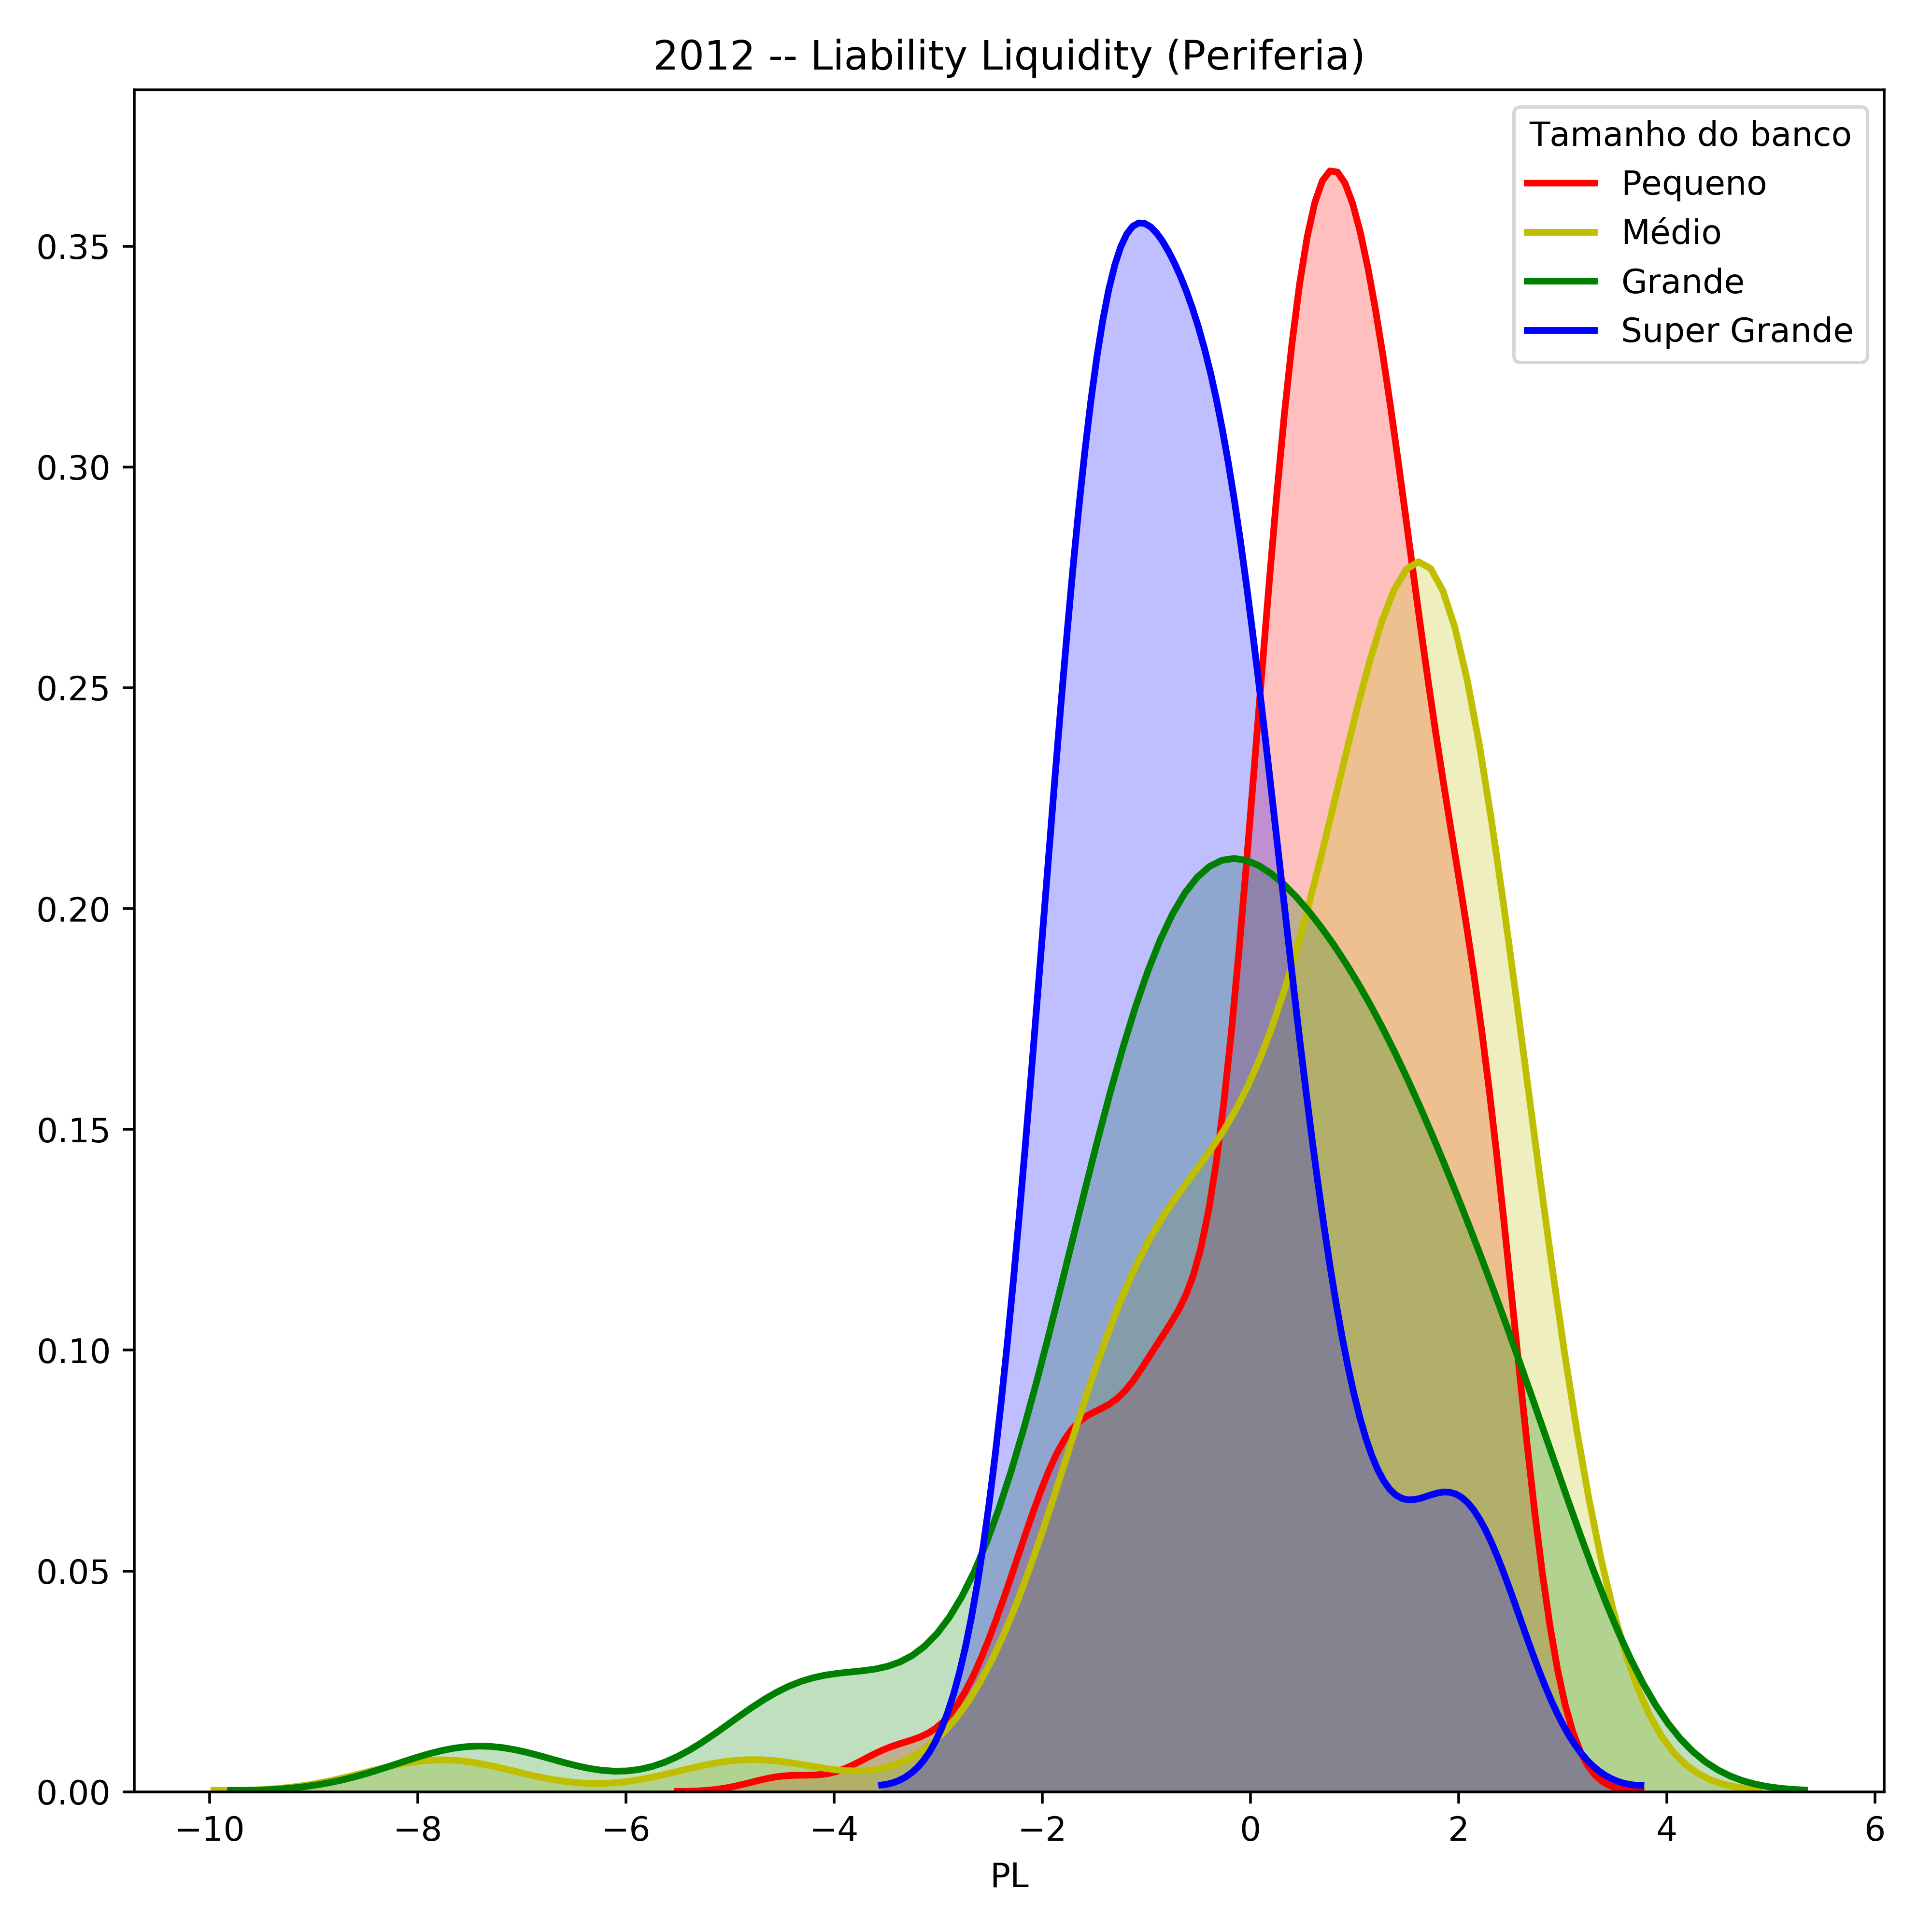 2012 -- Liability Liquidity (Periferia)
Tamanho do banco
Pequeno
Médio
Grande
Super Grande
0.35
0.30
0.25
0.20
0.15
0.10
0.05
0.00
−10 −8 −6 −4 −2 0 2 4 6
PL